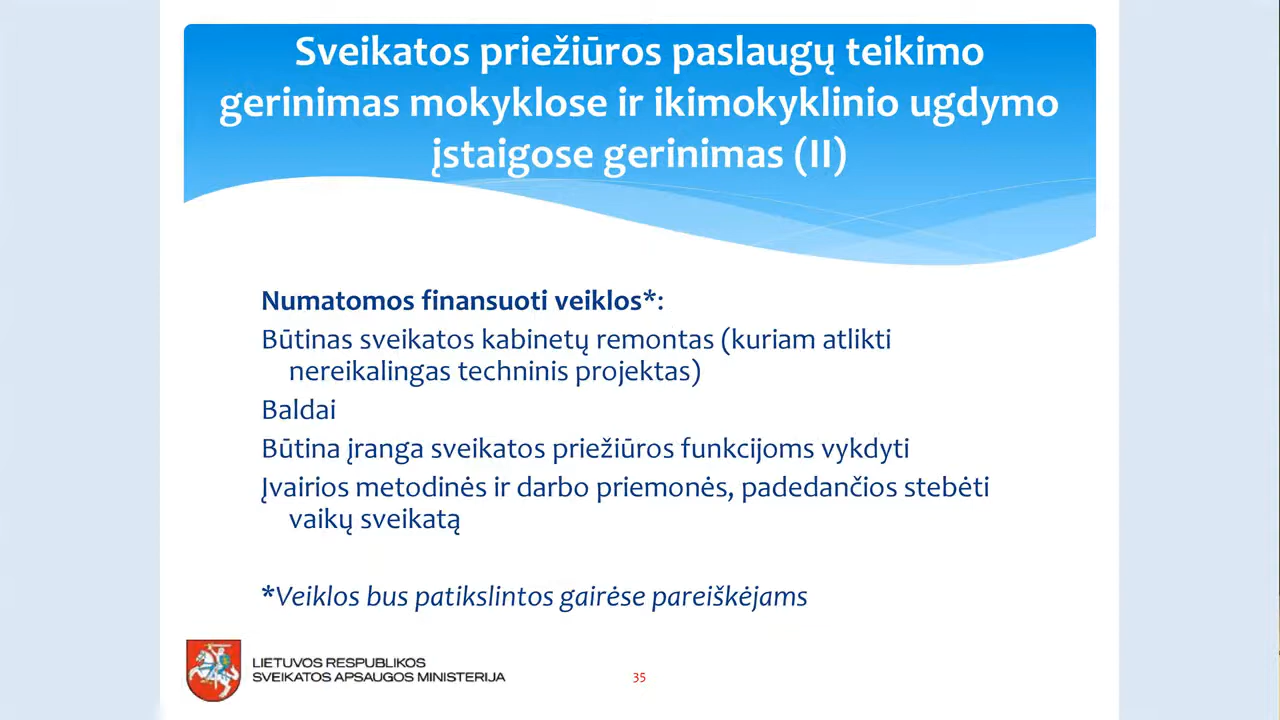 Sveikatos priežiūros paslaugų teikimo
gerinimas mokyklose ir ikimokyklinio ugdymo
įstaigose gerinimas (II)
Numatomos finansuoti veiklos*:
Būtinas sveikatos kabinetų remontas (kuriam atlikti
nereikalingas techninis projektas)
Baldai
Būtina įranga sveikatos priežiūros funkcijoms vykdyti
Įvairios metodinės ir darbo priemonės, padedančios stebėti
vaikų sveikatą
*Veiklos bus patikslintos gairėse pareiškėjams
LIETUVOS RESPUBLIKOS
SVEIKATOS APSAUGOS MINISTERIJA
35